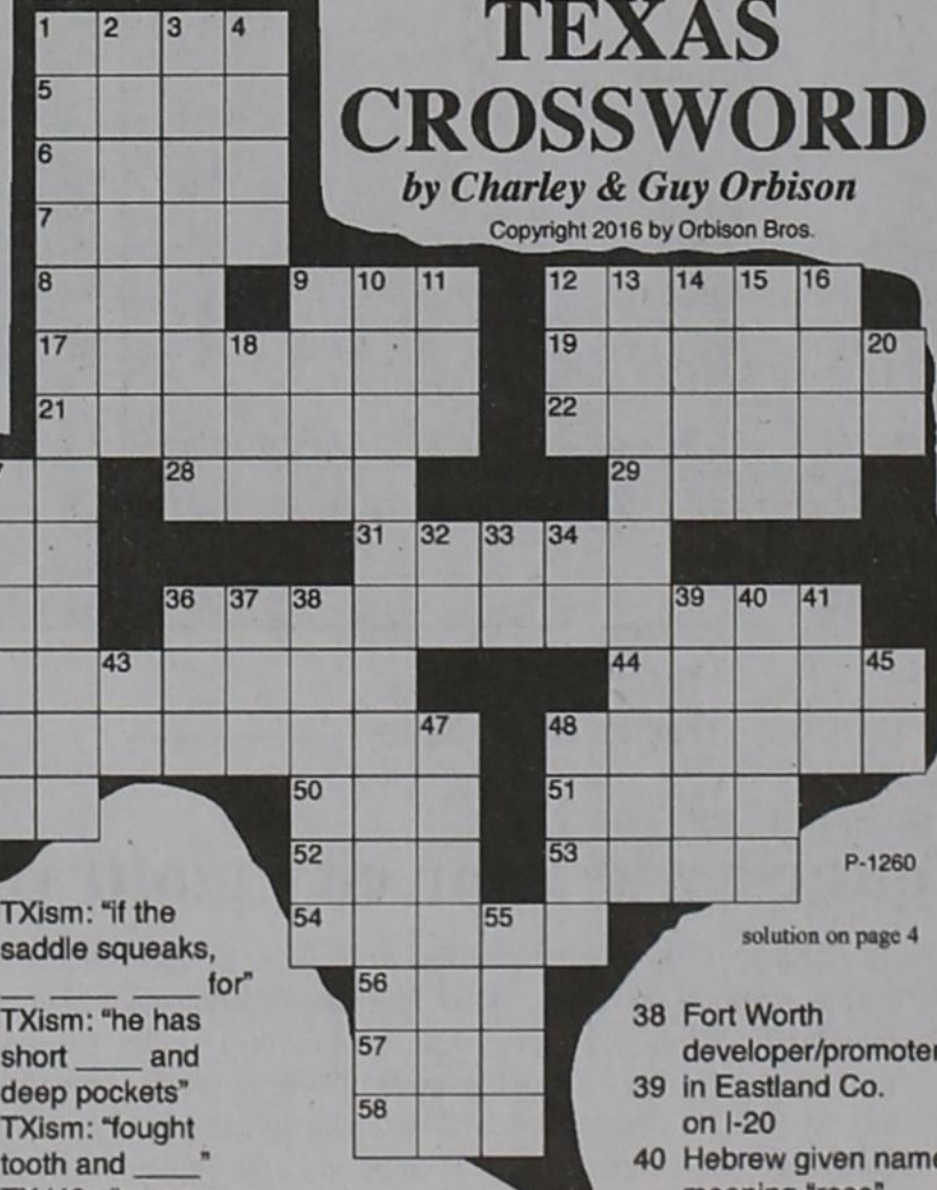 TEXAS
CROSSWORD
by Charley & Guy Orbison
Copyright 2016 by Orbison Bros.
1 2 3 4
5
6
7
8 9 10 11 12 13 14 15 16
17 18 19 20
21 22
28 29
31 32 33 34
36 37 38 39 40 41
43 44 45
47 48
50 51
52 53
P-1260
54 55
solution on page 4
56
57
58
TXism: "if the
saddle squeaks,
__ ____ ____ for"
TXism: "he has
short ____ and
deep pockets"
TXism: "fought
tooth and ____"
38 Fort Worth
developer/promoter
39 in Eastland Co.
on I-20
40 Hebrew given name